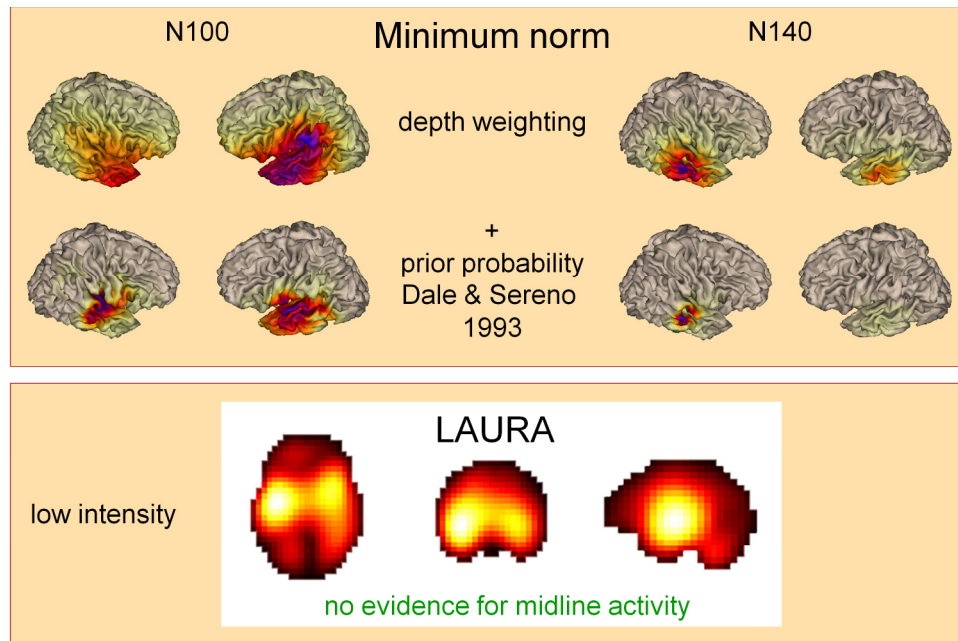 N100
Minimum norm
N140
depth weighting
+
prior probability
Dale & Sereno
1993
LAURA
low intensity
no evidence for midline activity